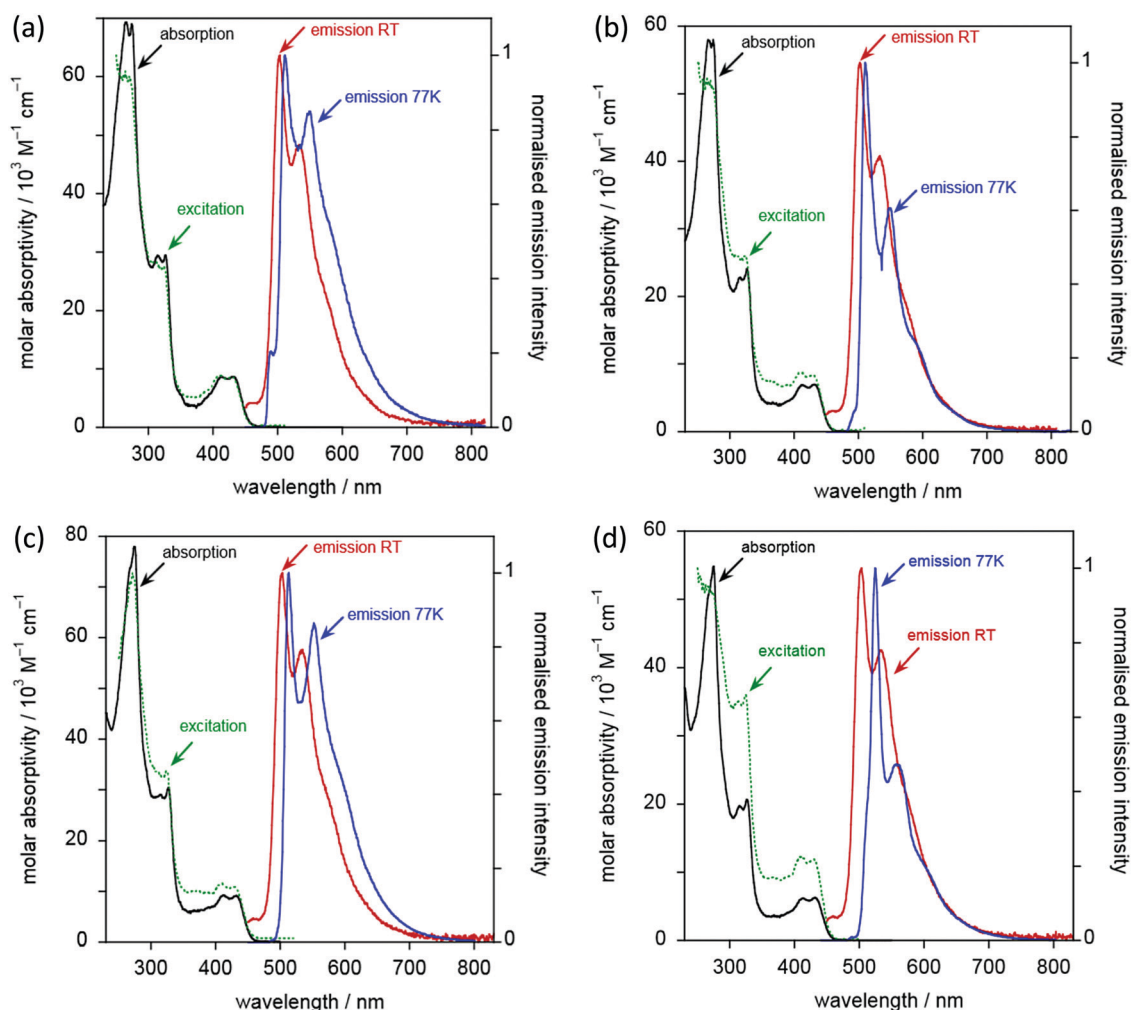 (a)
molar absorptivity / 10³ M⁻¹ cm⁻¹
60
40
20
0
absorption
emission RT
emission 77K
excitation
1
0
normalised emission intensity
300 400 500 600 700 800
wavelength / nm
(b)
molar absorptivity / 10³ M⁻¹ cm⁻¹
60
40
20
0
absorption
emission RT
emission 77K
excitation
1
0
normalised emission intensity
300 400 500 600 700 800
wavelength / nm
(c)
molar absorptivity / 10³ M⁻¹ cm⁻¹
80
60
40
20
0
absorption
emission RT
emission 77K
excitation
1
0
normalised emission intensity
300 400 500 600 700 800
wavelength / nm
(d)
molar absorptivity / 10³ M⁻¹ cm⁻¹
60
40
20
0
absorption
emission 77K
emission RT
excitation
1
0
normalised emission intensity
300 400 500 600 700 800
wavelength / nm